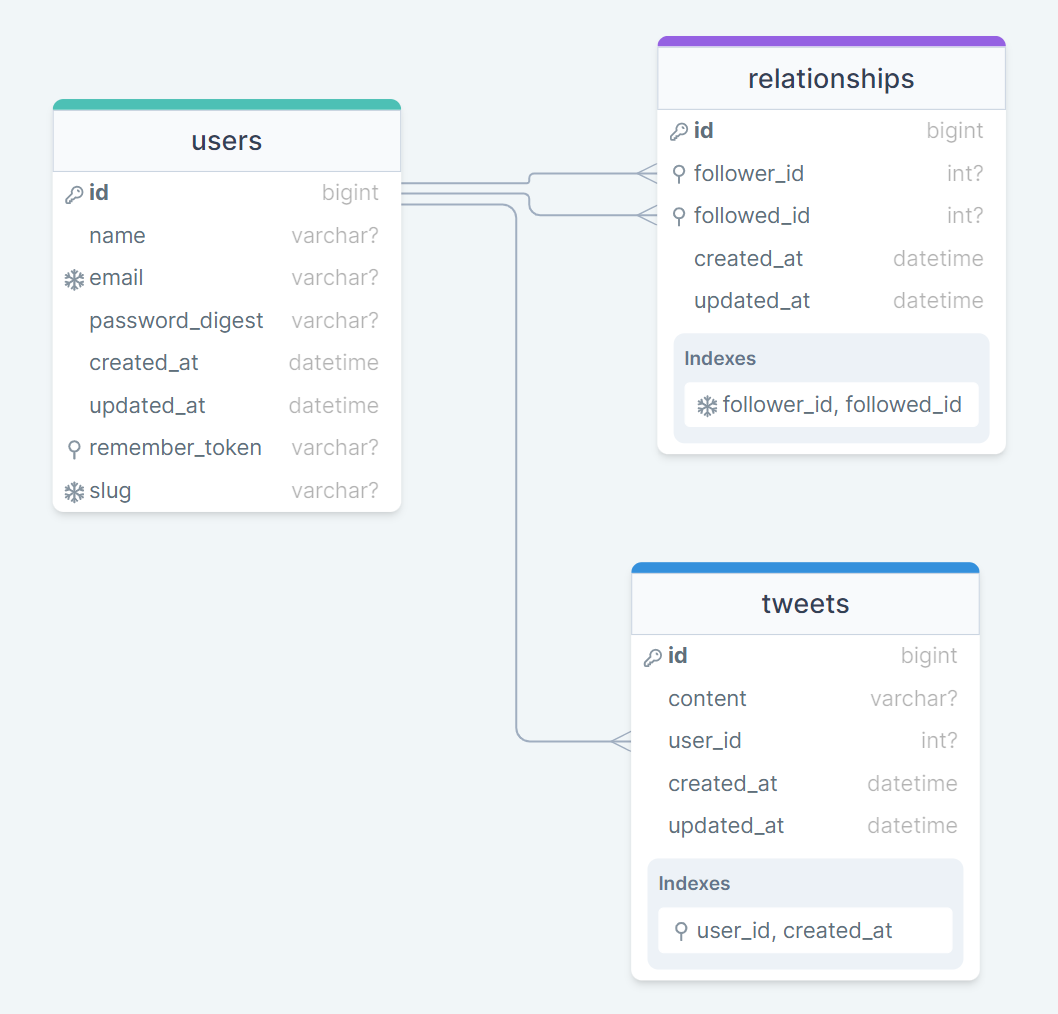 users
id bigint
name varchar?
email varchar?
password_digest varchar?
created_at datetime
updated_at datetime
remember_token varchar?
slug varchar?
relationships
id bigint
follower_id int?
followed_id int?
created_at datetime
updated_at datetime
Indexes
follower_id, followed_id
tweets
id bigint
content varchar?
user_id int?
created_at datetime
updated_at datetime
Indexes
user_id, created_at